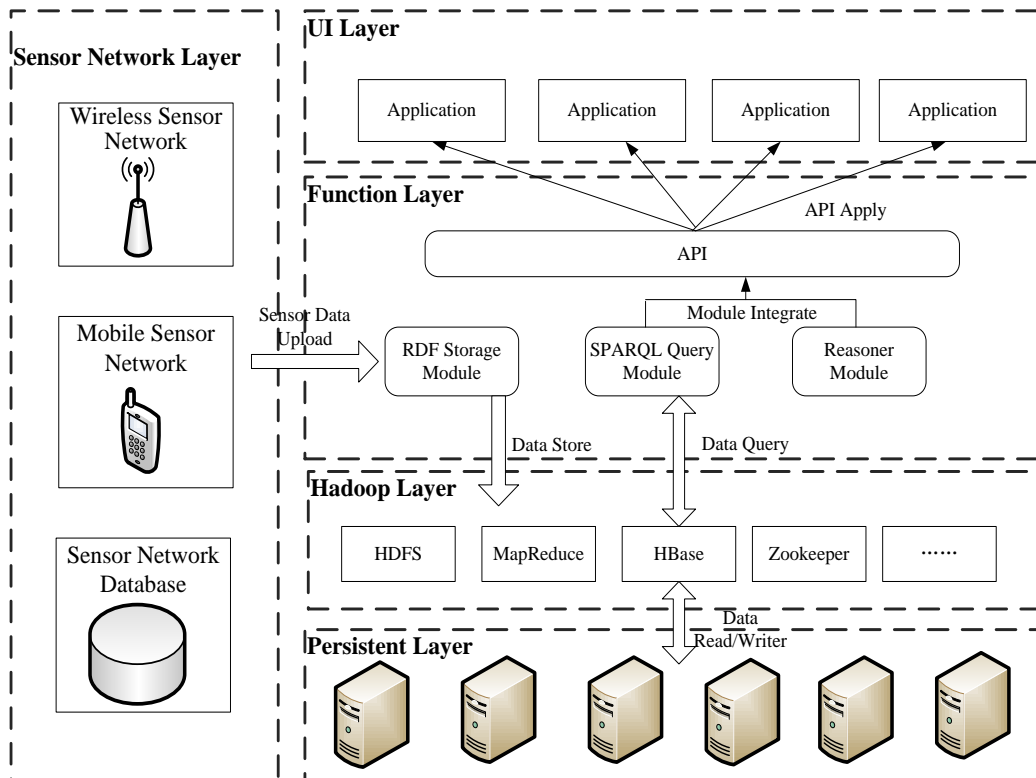 Sensor Network Layer
Wireless Sensor
Network
Mobile Sensor
Network
Sensor Network
Database
UI Layer
Application
Application
Application
Application
Function Layer
API Apply
API
Module Integrate
Sensor Data
Upload
RDF Storage
Module
SPARQL Query
Module
Reasoner
Module
Data Store
Data Query
Hadoop Layer
HDFS
MapReduce
HBase
Zookeeper
……
Data
Read/Writer
Persistent Layer